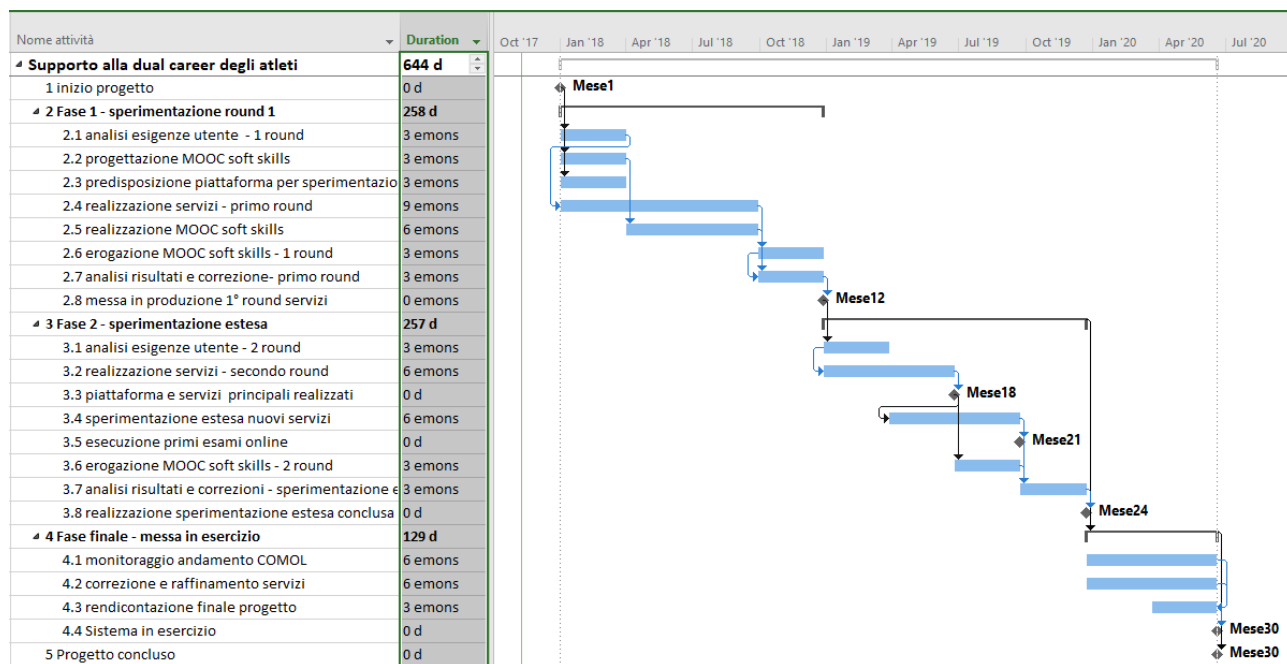 Nome attività Duration Oct '17 Jan '18 Apr '18 Jul '18 Oct '18 Jan '19 Apr '19 Jul '19 Oct '19 Jan '20 Apr '20 Jul '20
Supporto alla dual career degli atleti 644 d
1 inizio progetto 0 d Mese1
2 Fase 1 - sperimentazione round 1 258 d
2.1 analisi esigenze utente - 1 round 3 emons
2.2 progettazione MOOC soft skills 3 emons
2.3 predisposizione piattaforma per sperimentazio 3 emons
2.4 realizzazione servizi - primo round 9 emons
2.5 realizzazione MOOC soft skills 6 emons
2.6 erogazione MOOC soft skills - 1 round 3 emons
2.7 analisi risultati e correzione- primo round 3 emons
2.8 messa in produzione 1° round servizi 0 emons Mese12
3 Fase 2 - sperimentazione estesa 257 d
3.1 analisi esigenze utente - 2 round 3 emons
3.2 realizzazione servizi - secondo round 6 emons
3.3 piattaforma e servizi principali realizzati 0 d Mese18
3.4 sperimentazione estesa nuovi servizi 6 emons
3.5 esecuzione primi esami online 0 d Mese21
3.6 erogazione MOOC soft skills - 2 round 3 emons
3.7 analisi risultati e correzioni - sperimentazione e 3 emons
3.8 realizzazione sperimentazione estesa conclusa 0 d Mese24
4 Fase finale - messa in esercizio 129 d
4.1 monitoraggio andamento COMOL 6 emons
4.2 correzione e raffinamento servizi 6 emons
4.3 rendicontazione finale progetto 3 emons
4.4 Sistema in esercizio 0 d Mese30
5 Progetto concluso 0 d Mese30